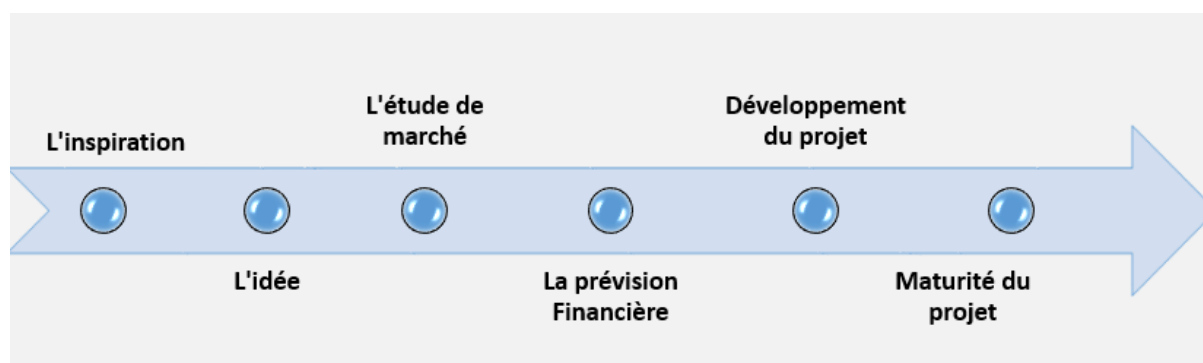 L'inspiration
L'idée
L'étude de
marché
La prévision
Financière
Développement
du projet
Maturité du
projet